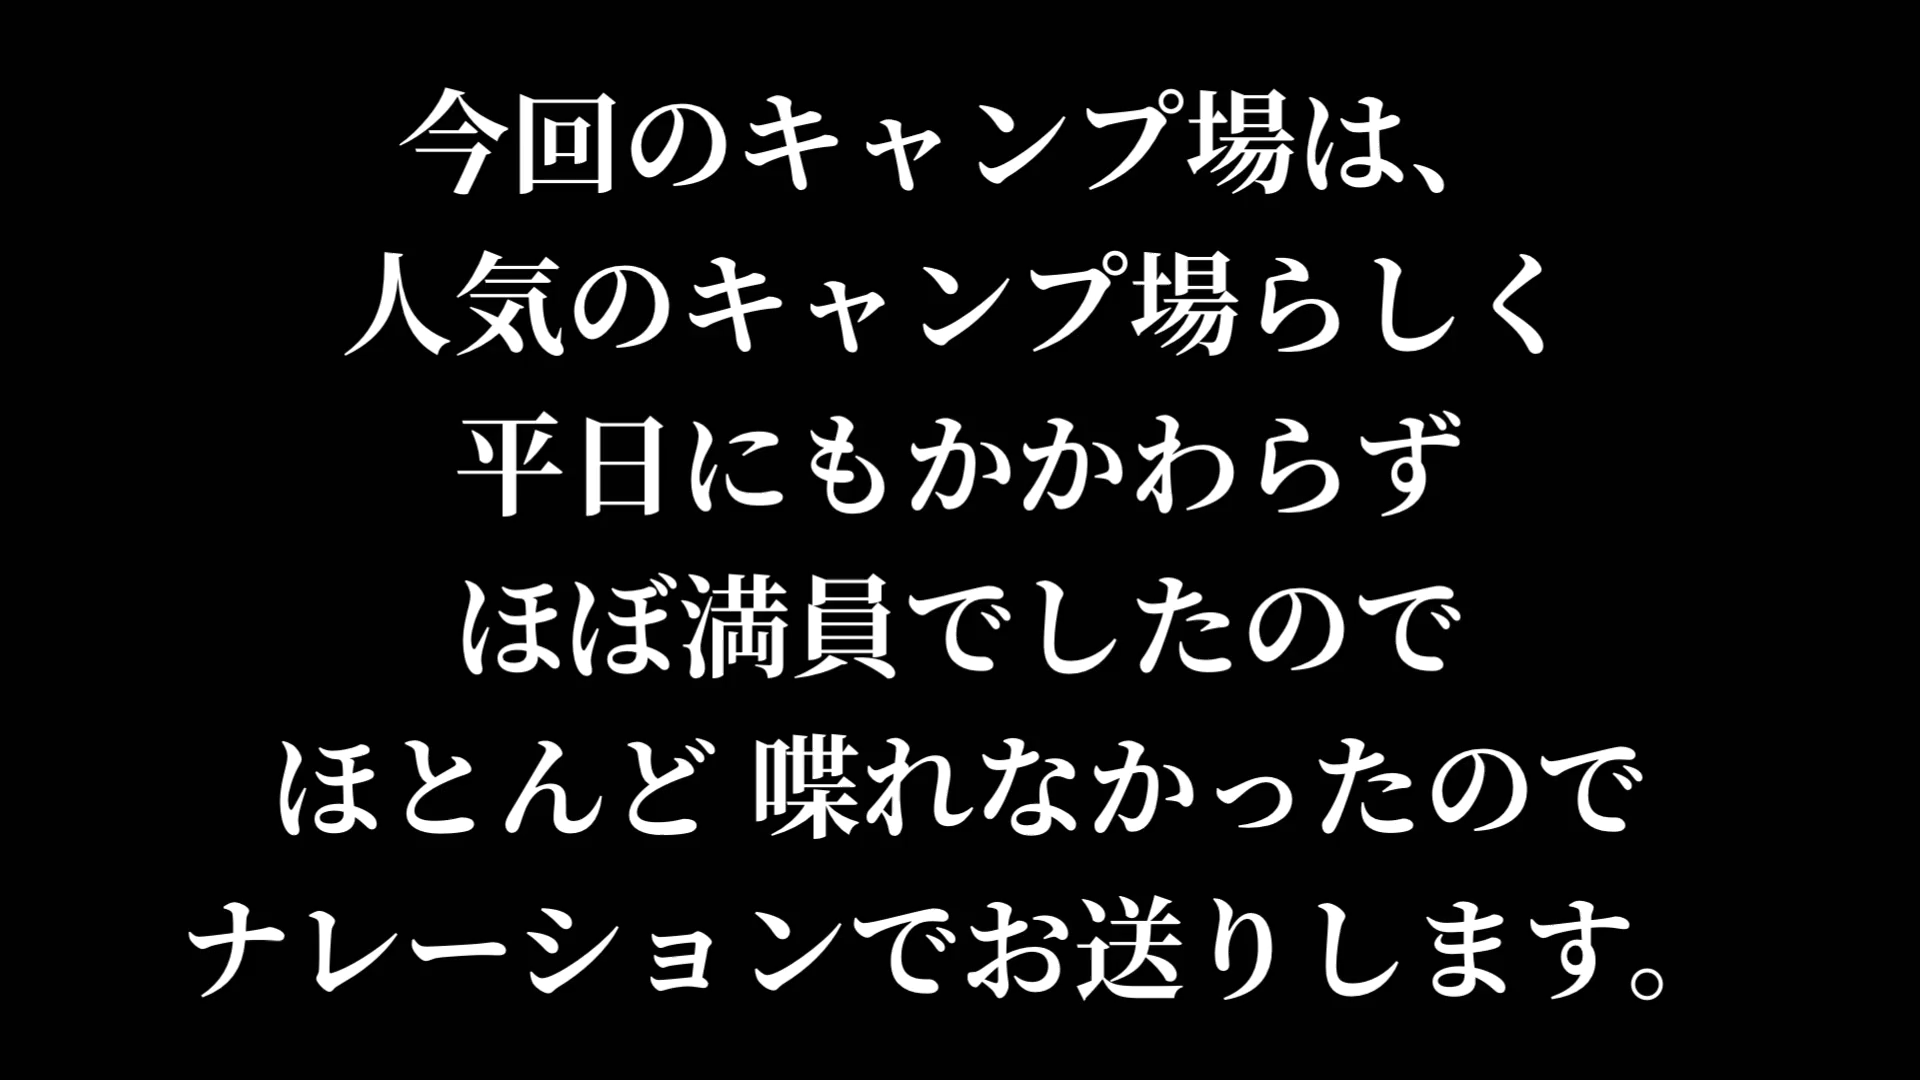 今回のキャンプ場は、
人気のキャンプ場らしく
平日にもかかわらず
ほぼ満員でしたので
ほとんど 喋れなかったので
ナレーションでお送りします。